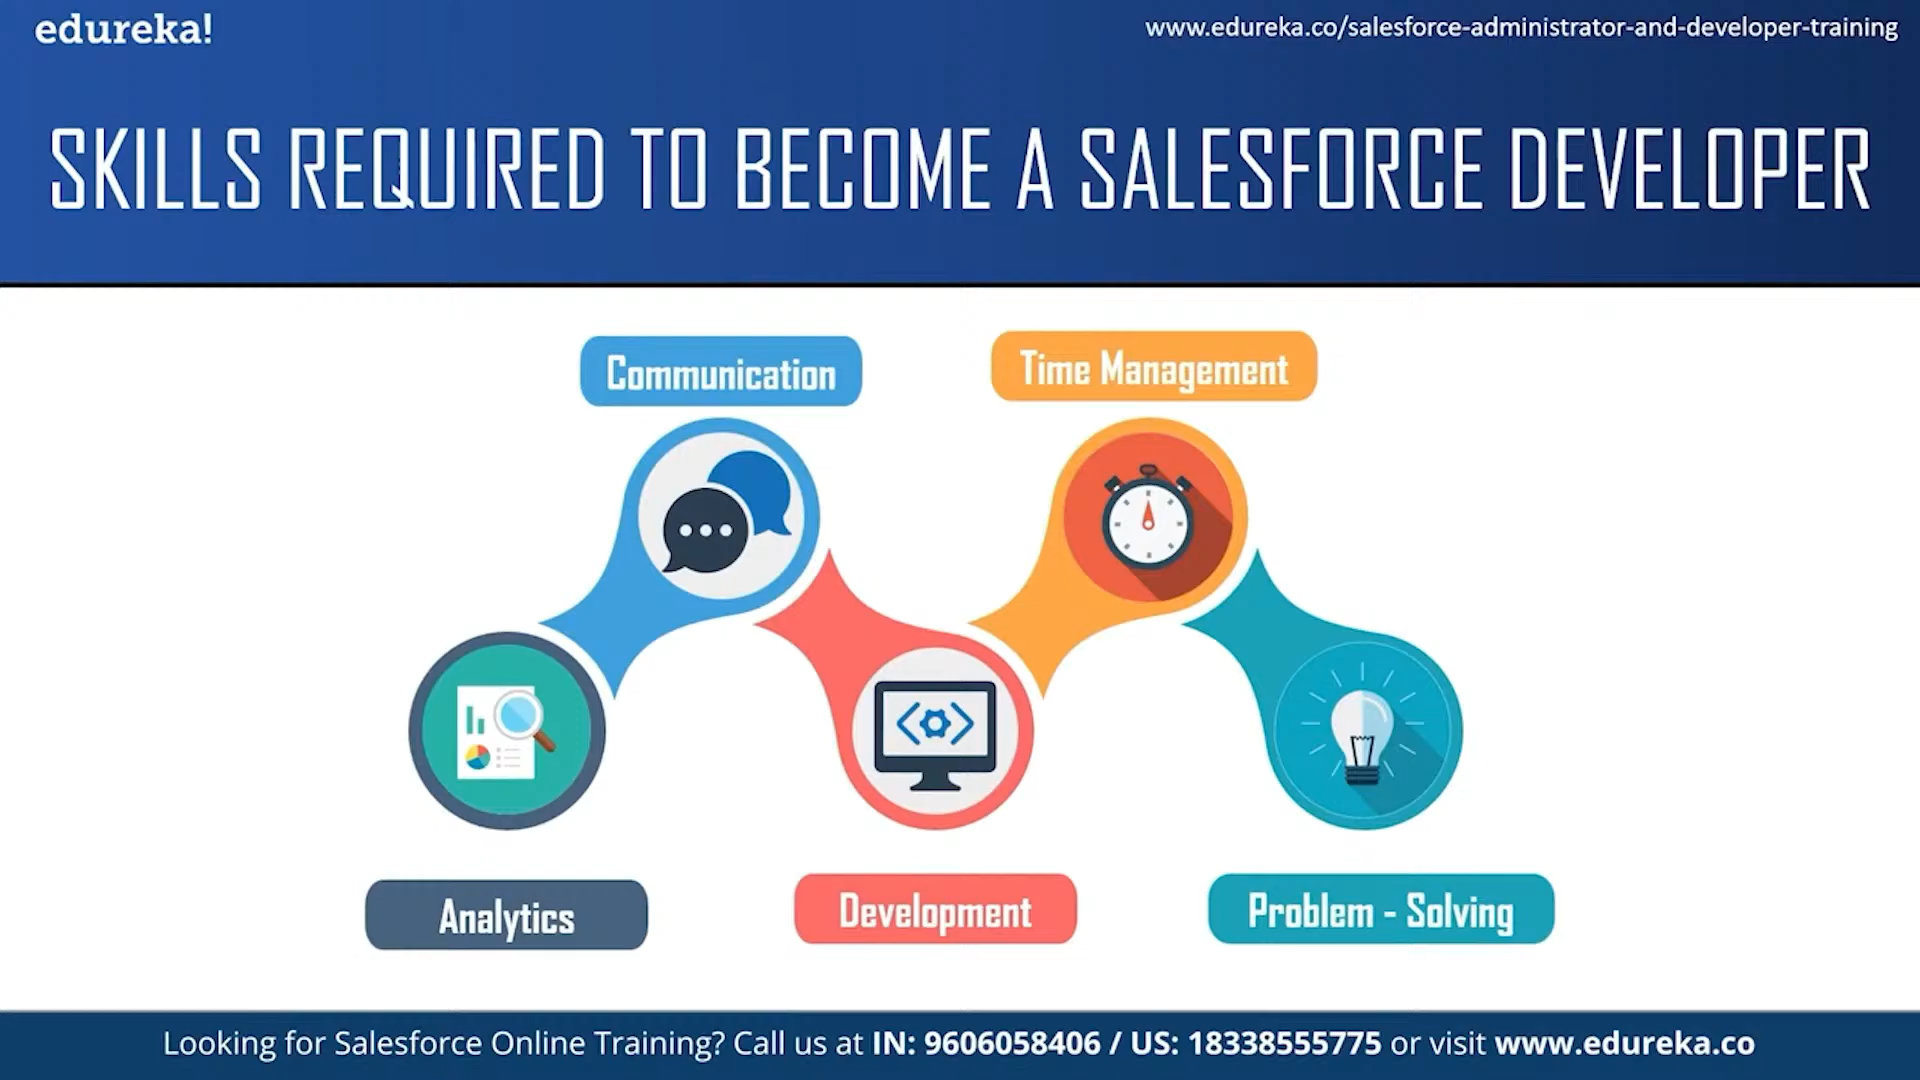 edureka!
www.edureka.co/salesforce-administrator-and-developer-training
SKILLS REQUIRED TO BECOME A SALESFORCE DEVELOPER
Communication
Time Management
Analytics
Development
Problem - Solving
Looking for Salesforce Online Training? Call us at IN: 9606058406 / US: 18338555775 or visit www.edureka.co